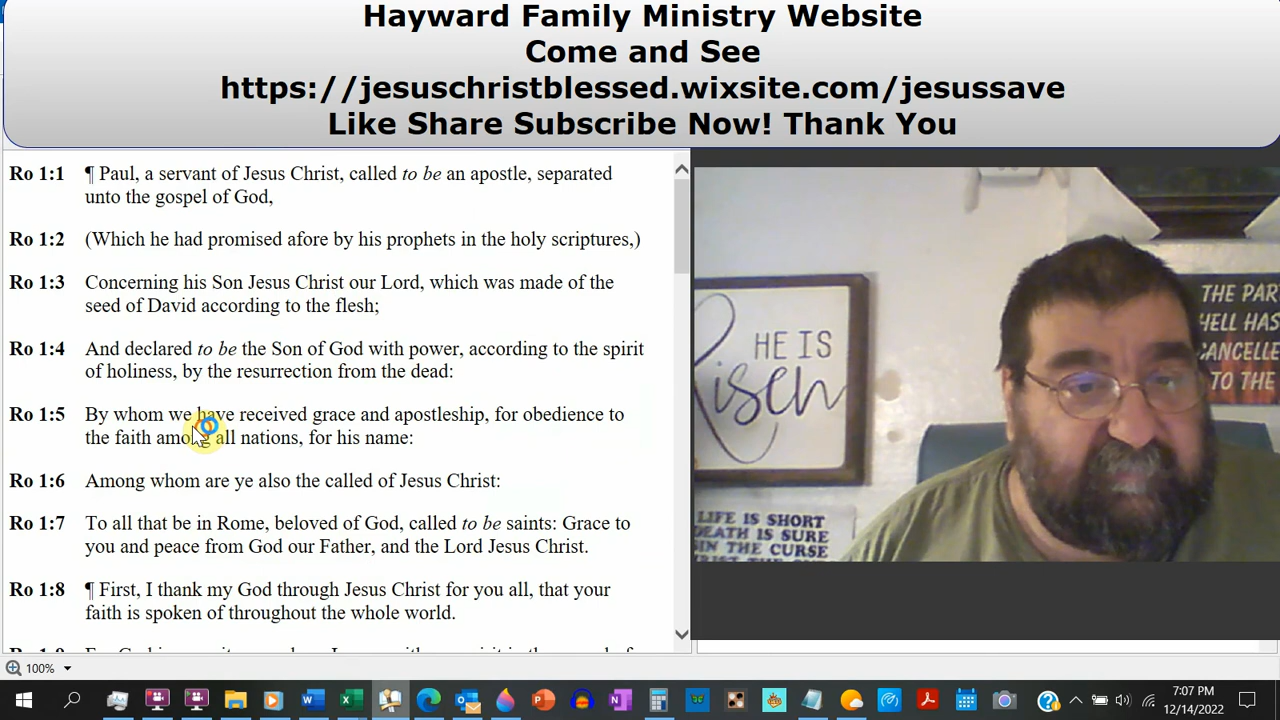 Hayward Family Ministry Website
Come and See
https://jesuschristblessed.wixsite.com/jesussave
Like Share Subscribe Now! Thank You
Ro 1:1 ¶ Paul, a servant of Jesus Christ, called to be an apostle, separated
unto the gospel of God,
Ro 1:2 (Which he had promised afore by his prophets in the holy scriptures,)
Ro 1:3 Concerning his Son Jesus Christ our Lord, which was made of the
seed of David according to the flesh;
Ro 1:4 And declared to be the Son of God with power, according to the spirit
of holiness, by the resurrection from the dead:
Ro 1:5 By whom we have received grace and apostleship, for obedience to
the faith among all nations, for his name:
Ro 1:6 Among whom are ye also the called of Jesus Christ:
Ro 1:7 To all that be in Rome, beloved of God, called to be saints: Grace to
you and peace from God our Father, and the Lord Jesus Christ.
Ro 1:8 ¶ First, I thank my God through Jesus Christ for you all, that your
faith is spoken of throughout the whole world.
100%
HE IS
Risen
THE PAR
HELL HAS
CANCELLE
TO THE
LIFE IS SHORT
DEATH IS SURE
SIN THE CURSE
7:07 PM
12/14/2022